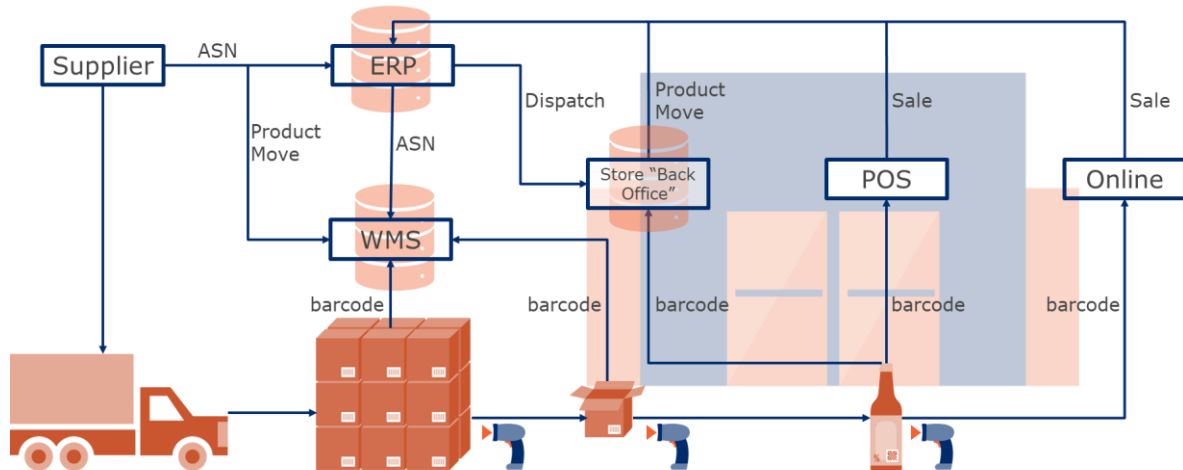 ASN
Supplier
ERP
Dispatch
Product
Move
Sale
Sale
Product
Move
ASN
Store “Back
Office”
POS
Online
WMS
barcode
barcode
barcode
barcode
barcode